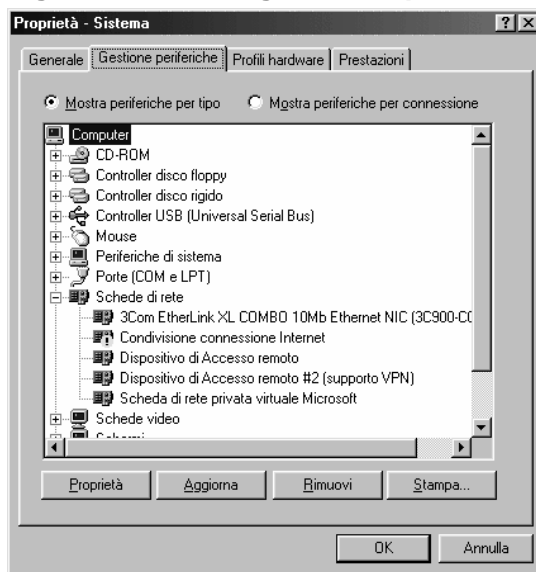 Proprietà - Sistema
Generale Gestione periferiche Profili hardware Prestazioni
Mostra periferiche per tipo Mostra periferiche per connessione
Computer
CD-ROM
Controller disco floppy
Controller disco rigido
Controller USB (Universal Serial Bus)
Mouse
Periferiche di sistema
Porte (COM e LPT)
Schede di rete
3Com EtherLink XL COMBO 10Mb Ethernet NIC (3C900-CO
Condivisione connessione Internet
Dispositivo di Accesso remoto
Dispositivo di Accesso remoto #2 (supporto VPN)
Scheda di rete privata virtuale Microsoft
Schede video
Proprietà Aggiorna Rimuovi Stampa...
OK Annulla